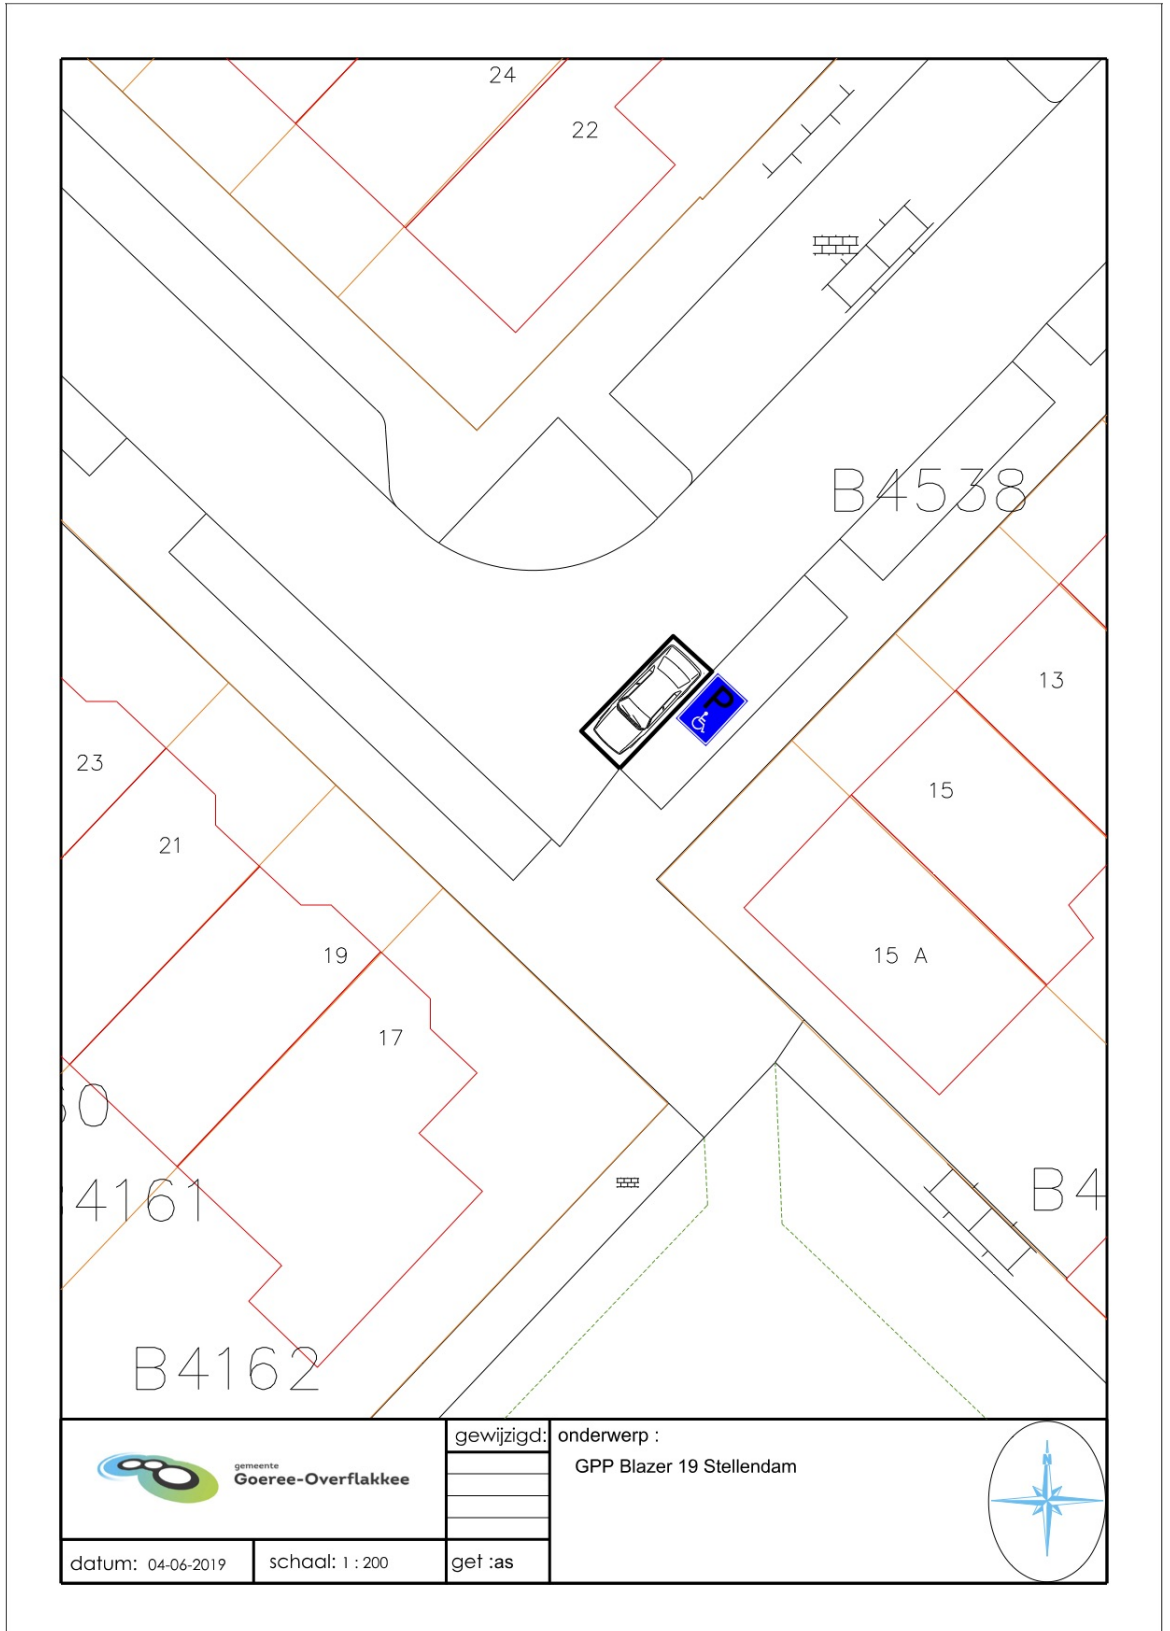 24
22
B4538
13
P
23
15
21
19
15 A
17
4161
B4
B4162
gewijzigd:
onderwerp :
GPP Blazer 19 Stellendam
gemeente
Goeree-Overflakkee
N
datum: 04-06-2019
schaal: 1 : 200
get :as